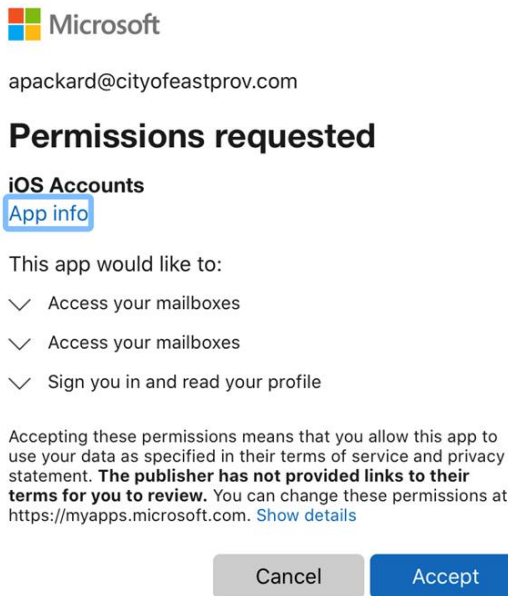 Microsoft
apackard@cityofeastprov.com
Permissions requested
iOS Accounts
App info
This app would like to:
Access your mailboxes
Access your mailboxes
Sign you in and read your profile
Accepting these permissions means that you allow this app to
use your data as specified in their terms of service and privacy
statement. The publisher has not provided links to their
terms for you to review. You can change these permissions at
https://myapps.microsoft.com. Show details
Cancel
Accept